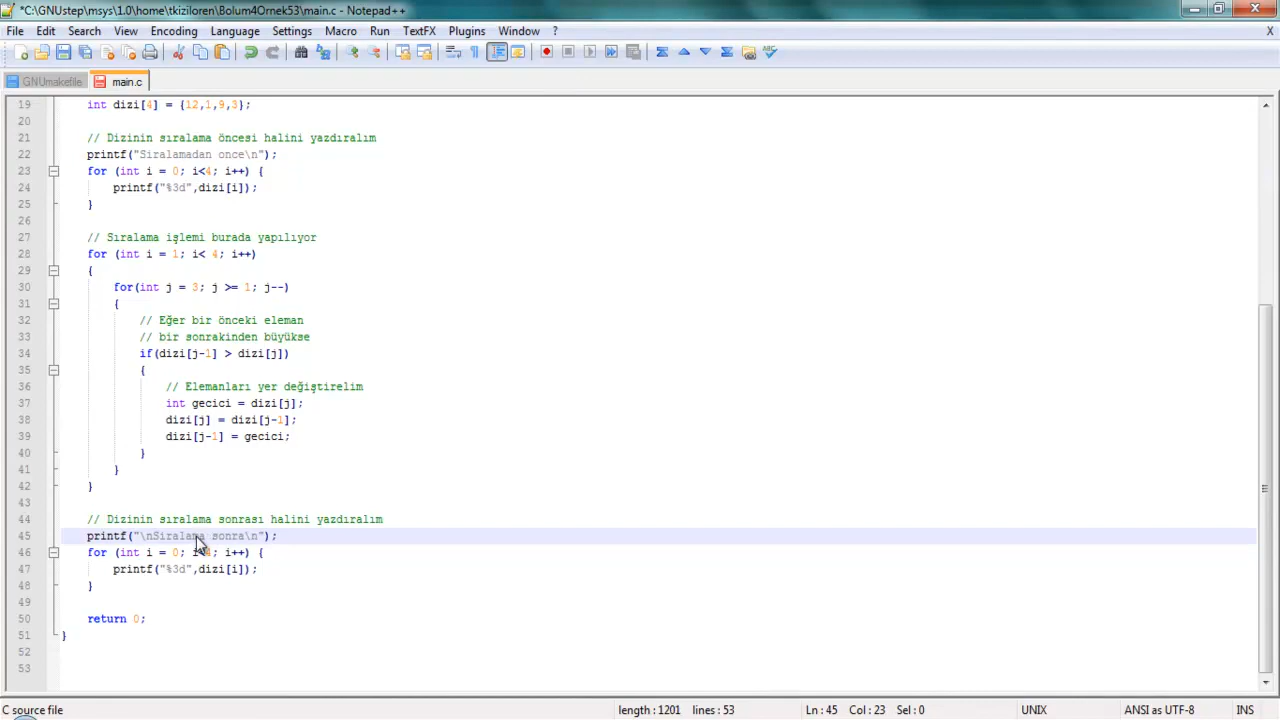 *C:\GNUstep\msys\1.0\home\tkiziloren\Bolum4Ornek53\main.c - Notepad++
File Edit Search View Encoding Language Settings Macro Run TextFX Plugins Window ? X
GNUmakefile main.c
19 int dizi[4] = {12,1,9,3};
20
21 // Dizinin sıralama öncesi halini yazdıralım
22 printf("Siralamadan once\n");
23 for (int i = 0; i<4; i++) {
24 printf("%3d",dizi[i]);
25 }
26
27 // Sıralama işlemi burada yapılıyor
28 for (int i = 1; i< 4; i++)
29 {
30 for(int j = 3; j >= 1; j--)
31 {
32 // Eğer bir önceki eleman
33 // bir sonrakinden büyükse
34 if(dizi[j-1] > dizi[j])
35 {
36 // Elemanları yer değiştirelim
37 int gecici = dizi[j];
38 dizi[j] = dizi[j-1];
39 dizi[j-1] = gecici;
40 }
41 }
42 }
43
44 // Dizinin sıralama sonrası halini yazdıralım
45 printf("\nSiralama sonra\n");
46 for (int i = 0; i<4; i++) {
47 printf("%3d",dizi[i]);
48 }
49
50 return 0;
51 }
52
53
C source file length : 1201 lines : 53 Ln : 45 Col : 23 Sel : 0 UNIX ANSI as UTF-8 INS